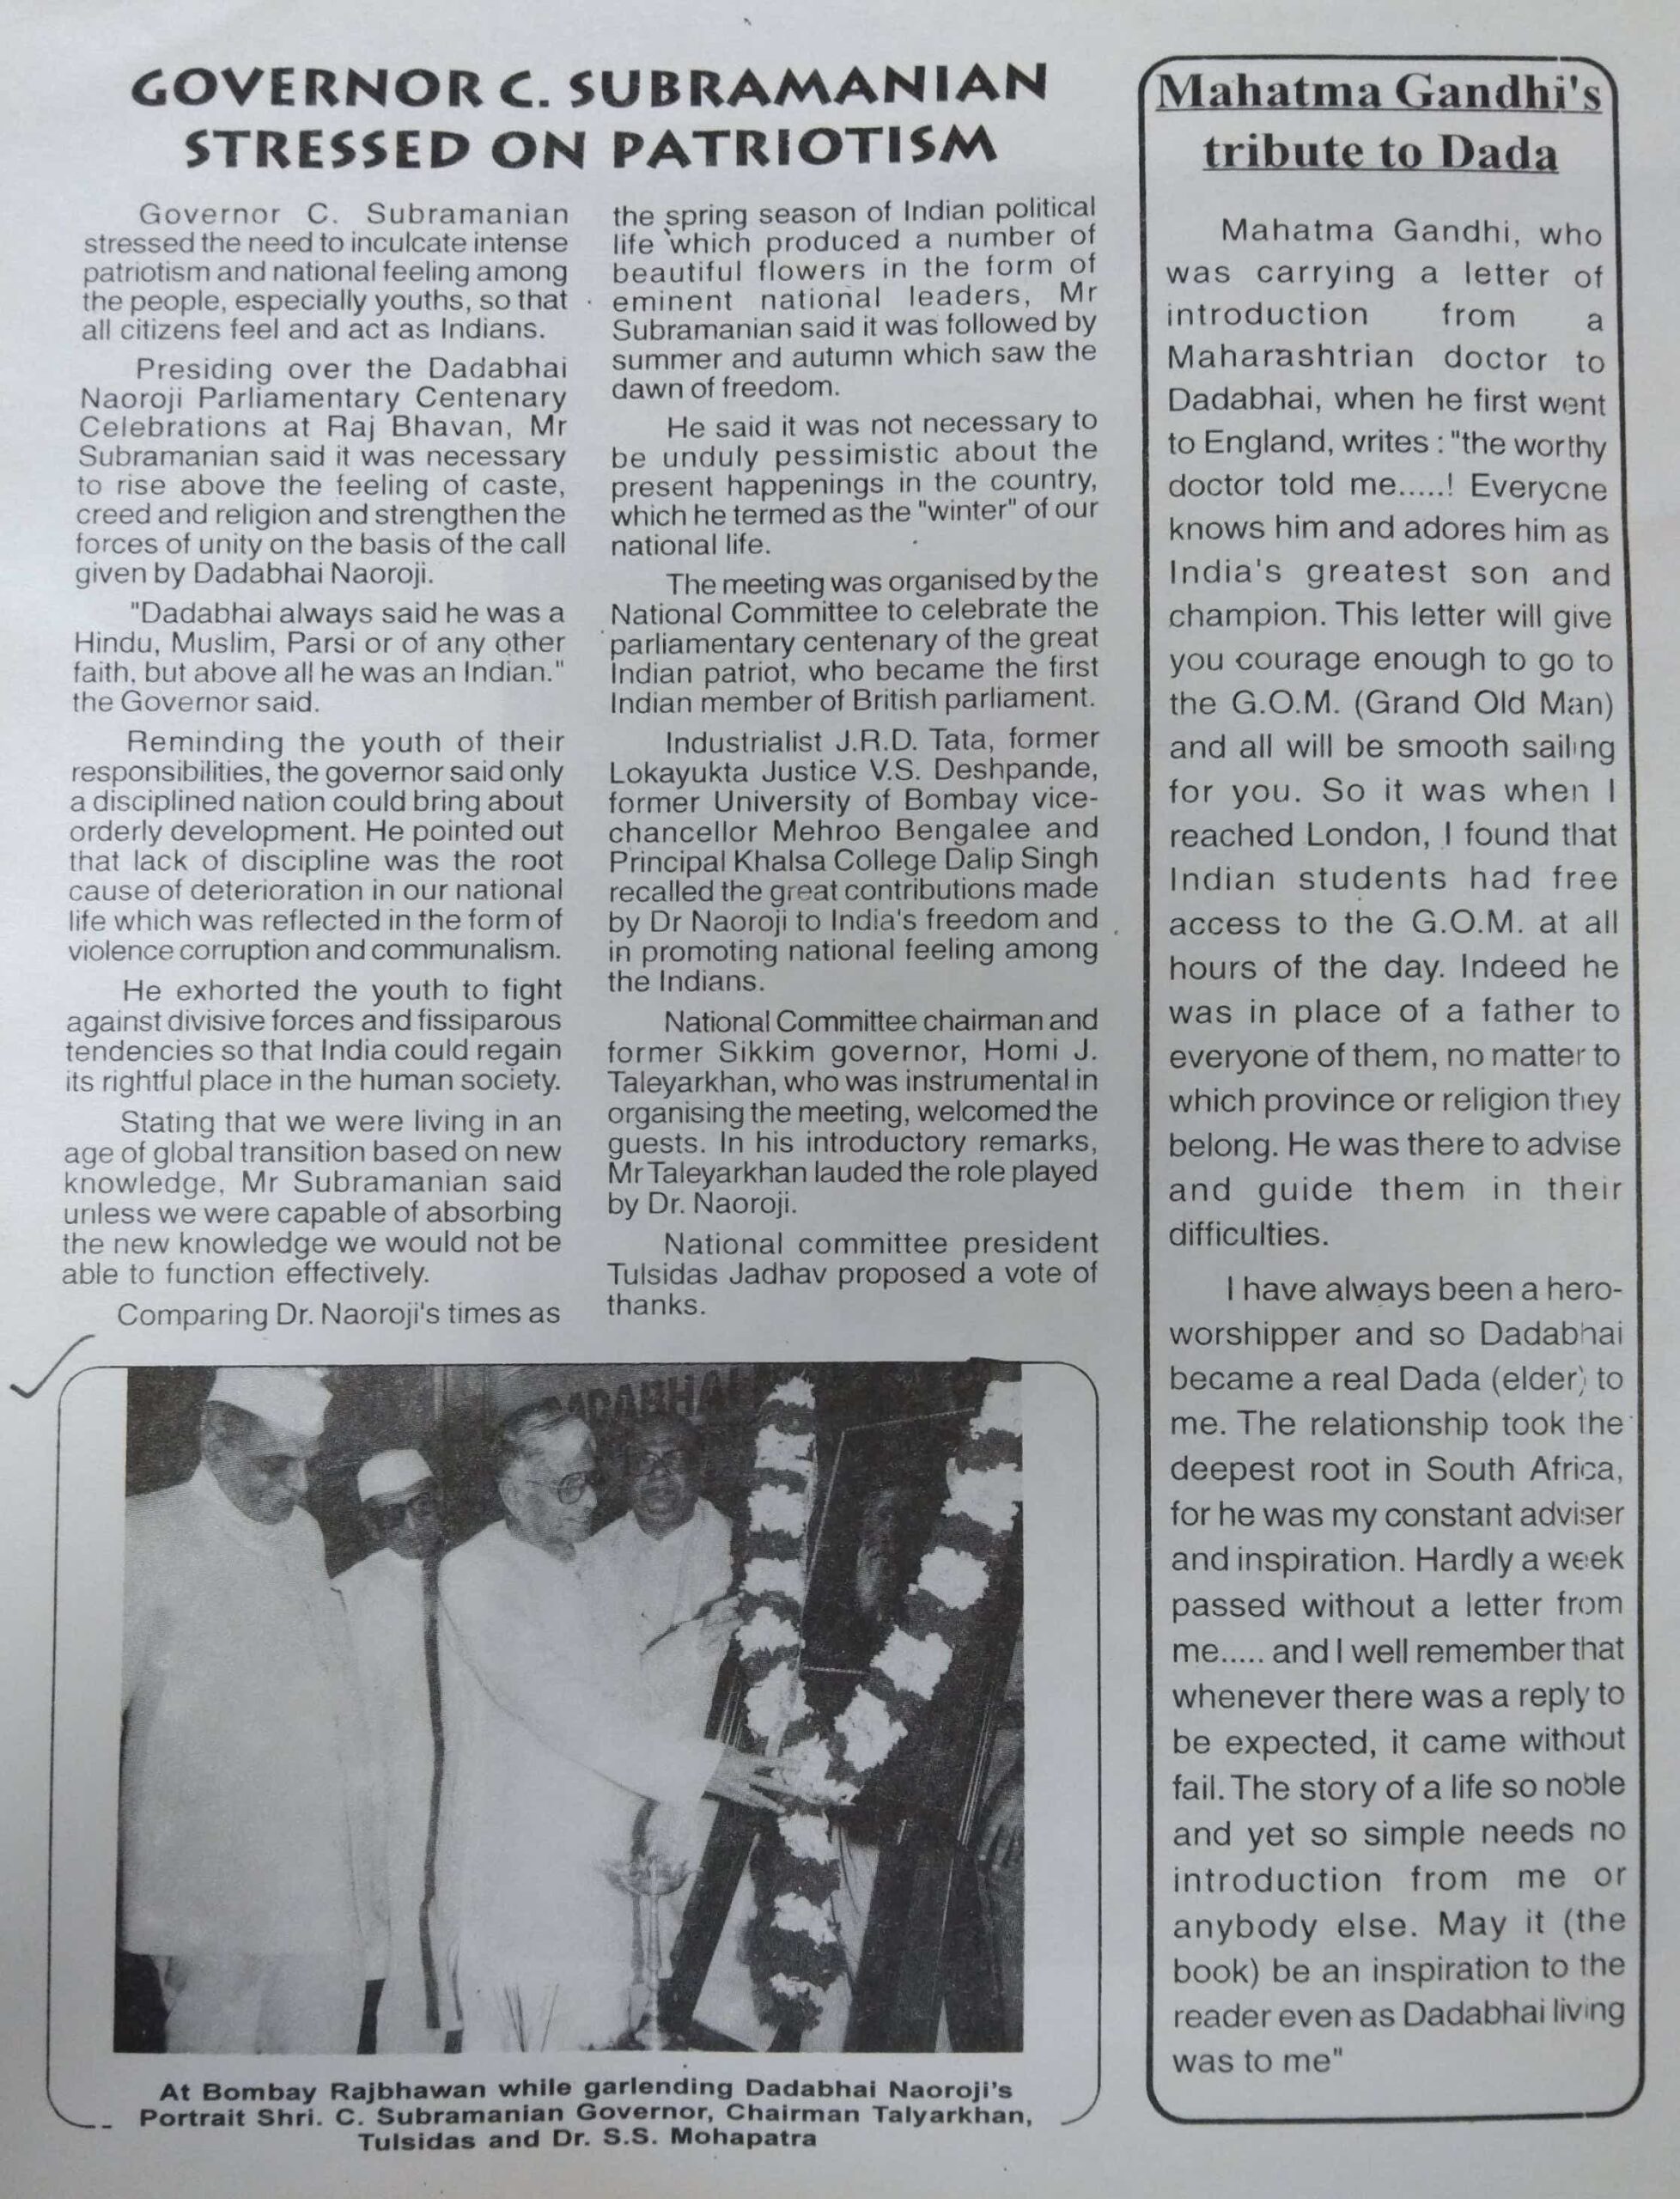 GOVERNOR C. SUBRAMANIAN
STRESSED ON PATRIOTISM
Governor C. Subramanian
stressed the need to inculcate intense
patriotism and national feeling among
the people, especially youths, so that
all citizens feel and act as Indians.
Presiding over the Dadabhai
Naoroji Parliamentary Centenary
Celebrations at Raj Bhavan, Mr
Subramanian said it was necessary
to rise above the feeling of caste,
creed and religion and strengthen the
forces of unity on the basis of the call
given by Dadabhai Naoroji.
"Dadabhai always said he was a
Hindu, Muslim, Parsi or of any other
faith, but above all he was an Indian."
the Governor said.
Reminding the youth of their
responsibilities, the governor said only
a disciplined nation could bring about
orderly development. He pointed out
that lack of discipline was the root
cause of deterioration in our national
life which was reflected in the form of
violence corruption and communalism.
He exhorted the youth to fight
against divisive forces and fissiparous
tendencies so that India could regain
its rightful place in the human society.
Stating that we were living in an
age of global transition based on new
knowledge, Mr Subramanian said
unless we were capable of absorbing
the new knowledge we would not be
able to function effectively.
Comparing Dr. Naoroji's times as
the spring season of Indian political
life which produced a number of
beautiful flowers in the form of
eminent national leaders, Mr
Subramanian said it was followed by
summer and autumn which saw the
dawn of freedom.
He said it was not necessary to
be unduly pessimistic about the
present happenings in the country,
which he termed as the "winter" of our
national life.
The meeting was organised by the
National Committee to celebrate the
parliamentary centenary of the great
Indian patriot, who became the first
Indian member of British parliament.
Industrialist J.R.D. Tata, former
Lokayukta Justice V.S. Deshpande,
former University of Bombay vice-
chancellor Mehroo Bengalee and
Principal Khalsa College Dalip Singh
recalled the great contributions made
by Dr Naoroji to India's freedom and
in promoting national feeling among
the Indians.
National Committee chairman and
former Sikkim governor, Homi J.
Taleyarkhan, who was instrumental in
organising the meeting, welcomed the
guests. In his introductory remarks,
Mr Taleyarkhan lauded the role played
by Dr. Naoroji.
National committee president
Tulsidas Jadhav proposed a vote of
thanks.
DADABHAI
At Bombay Rajbhawan while garlending Dadabhai Naoroji's
Portrait Shri. C. Subramanian Governor, Chairman Talyarkhan,
Tulsidas and Dr. S.S. Mohapatra
Mahatma Gandhi's
tribute to Dada
Mahatma Gandhi, who
was carrying a letter of
introduction from a
Maharashtrian doctor to
Dadabhai, when he first went
to England, writes : "the worthy
doctor told me.....! Everyone
knows him and adores him as
India's greatest son and
champion. This letter will give
you courage enough to go to
the G.O.M. (Grand Old Man)
and all will be smooth sailing
for you. So it was when I
reached London, I found that
Indian students had free
access to the G.O.M. at all
hours of the day. Indeed he
was in place of a father to
everyone of them, no matter to
which province or religion they
belong. He was there to advise
and guide them in their
difficulties.
I have always been a hero-
worshipper and so Dadabhai
became a real Dada (elder) to
me. The relationship took the
deepest root in South Africa,
for he was my constant adviser
and inspiration. Hardly a week
passed without a letter from
me..... and I well remember that
whenever there was a reply to
be expected, it came without
fail. The story of a life so noble
and yet so simple needs no
introduction from me or
anybody else. May it (the
book) be an inspiration to the
reader even as Dadabhai living
was to me"